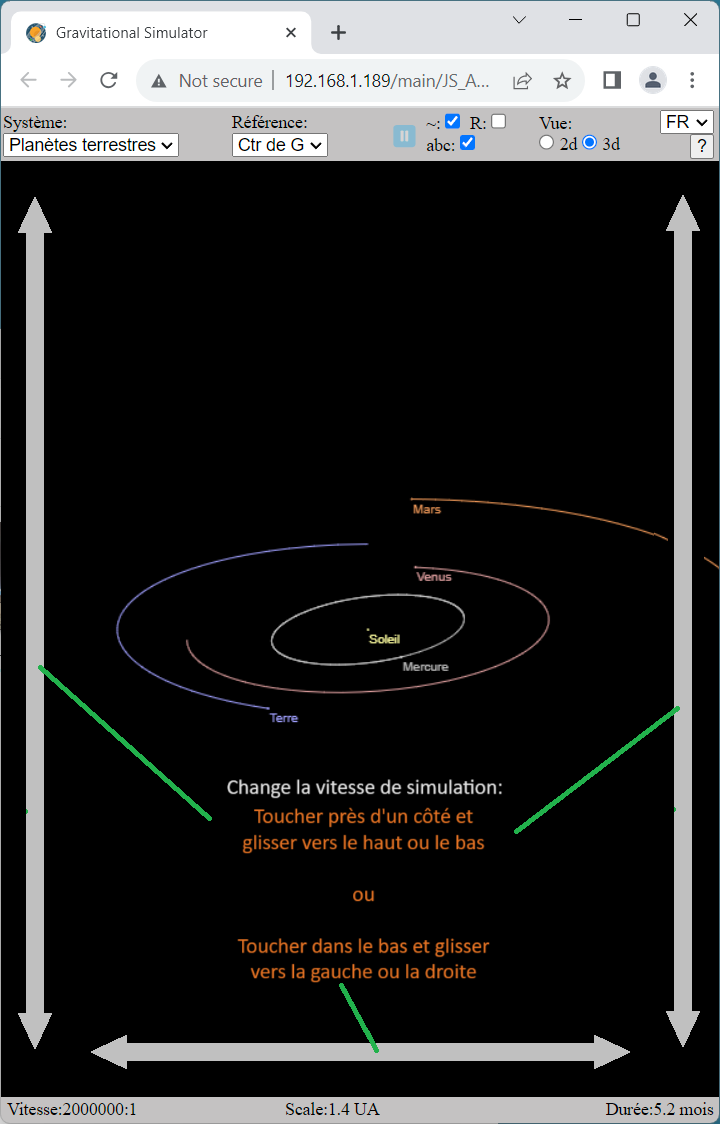 Gravitational Simulator
Not secure | 192.168.1.189/main/JS_A...
Système: Référence: ~: R: Vue: FR
Planètes terrestres Ctr de G abc: 2d 3d ?
Mars
Venus
Soleil
Mercure
Terre
Change la vitesse de simulation:
Toucher près d'un côté et
glisser vers le haut ou le bas
ou
Toucher dans le bas et glisser
vers la gauche ou la droite
Vitesse:2000000:1 Scale:1.4 UA Durée:5.2 mois